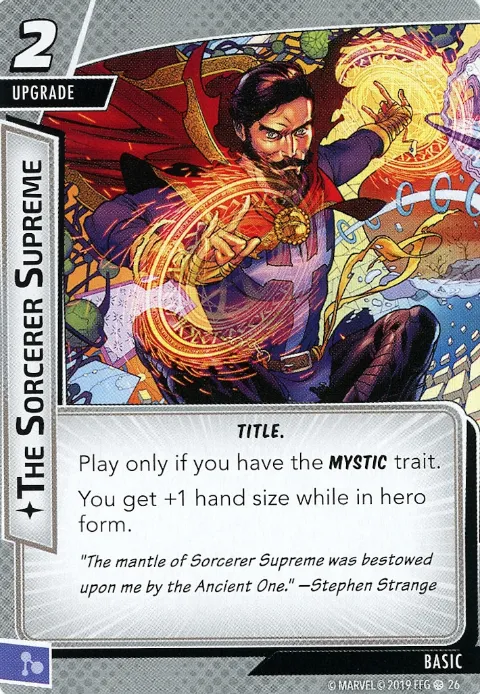 2
UPGRADE
THE SORCERER SUPREME
TITLE.
Play only if you have the MYSTIC trait.
You get +1 hand size while in hero
form.
"The mantle of Sorcerer Supreme was bestowed
upon me by the Ancient One." —Stephen Strange
BASIC
© MARVEL © 2019 FFG 26